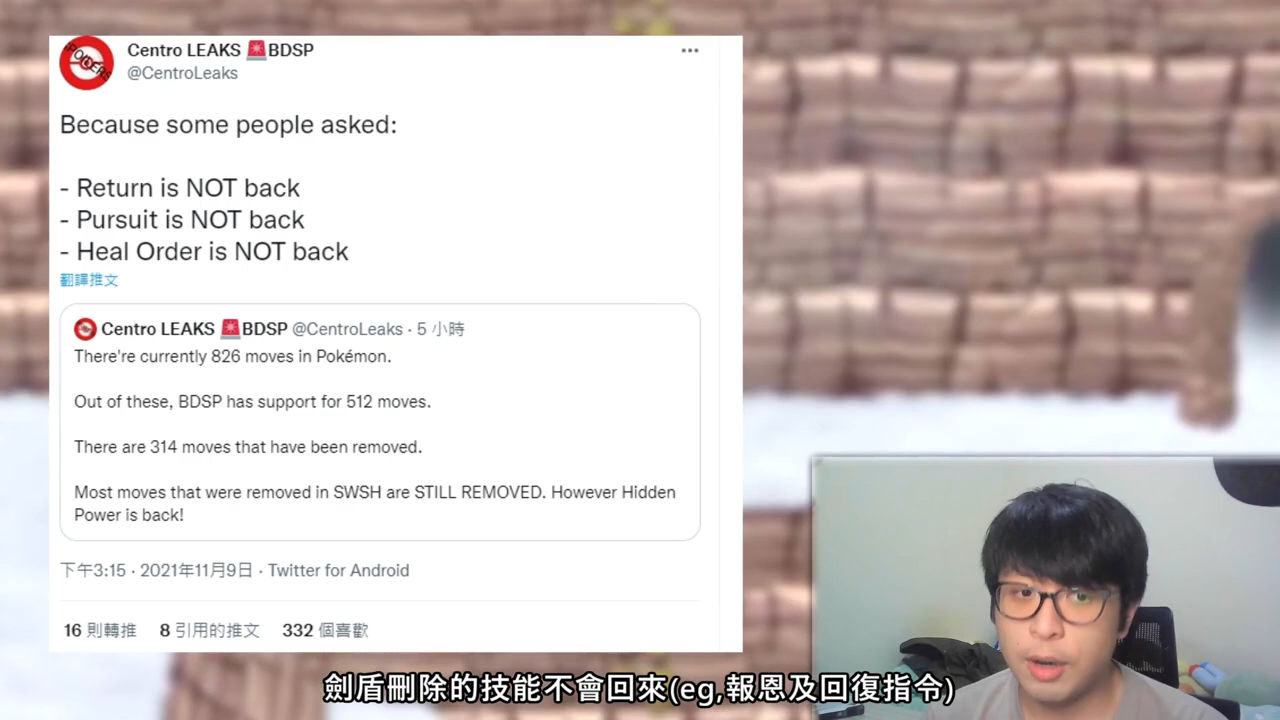 Centro LEAKS 🚨BDSP
@CentroLeaks
Because some people asked:
- Return is NOT back
- Pursuit is NOT back
- Heal Order is NOT back
翻譯推文
Centro LEAKS 🚨BDSP @CentroLeaks · 5 小時
There're currently 826 moves in Pokémon.
Out of these, BDSP has support for 512 moves.
There are 314 moves that have been removed.
Most moves that were removed in SWSH are STILL REMOVED. However Hidden
Power is back!
下午3:15 · 2021年11月9日 · Twitter for Android
16 則轉推 8 引用的推文 332 個喜歡
劍盾刪除的技能不會回來(eg,報恩及回復指令)